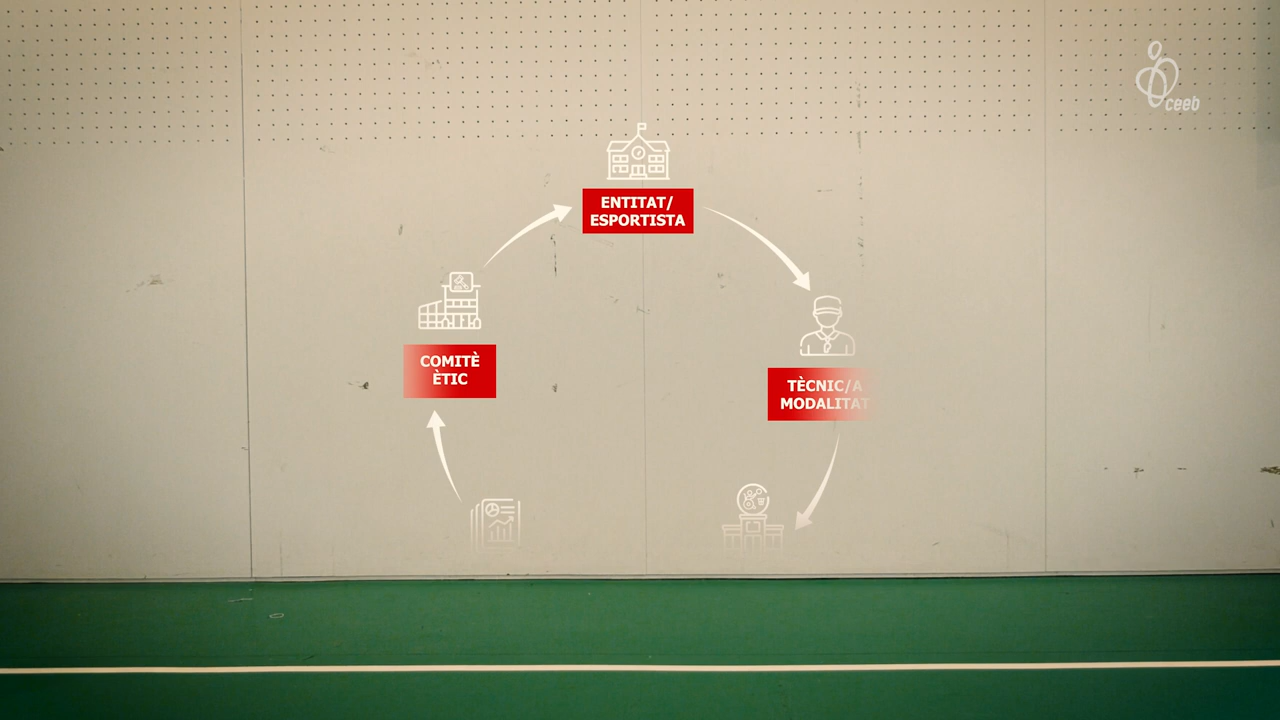 ceeb
ENTITAT/
ESPORTISTA
COMITÈ
ÈTIC
TÈCNIC/A
MODALITAT